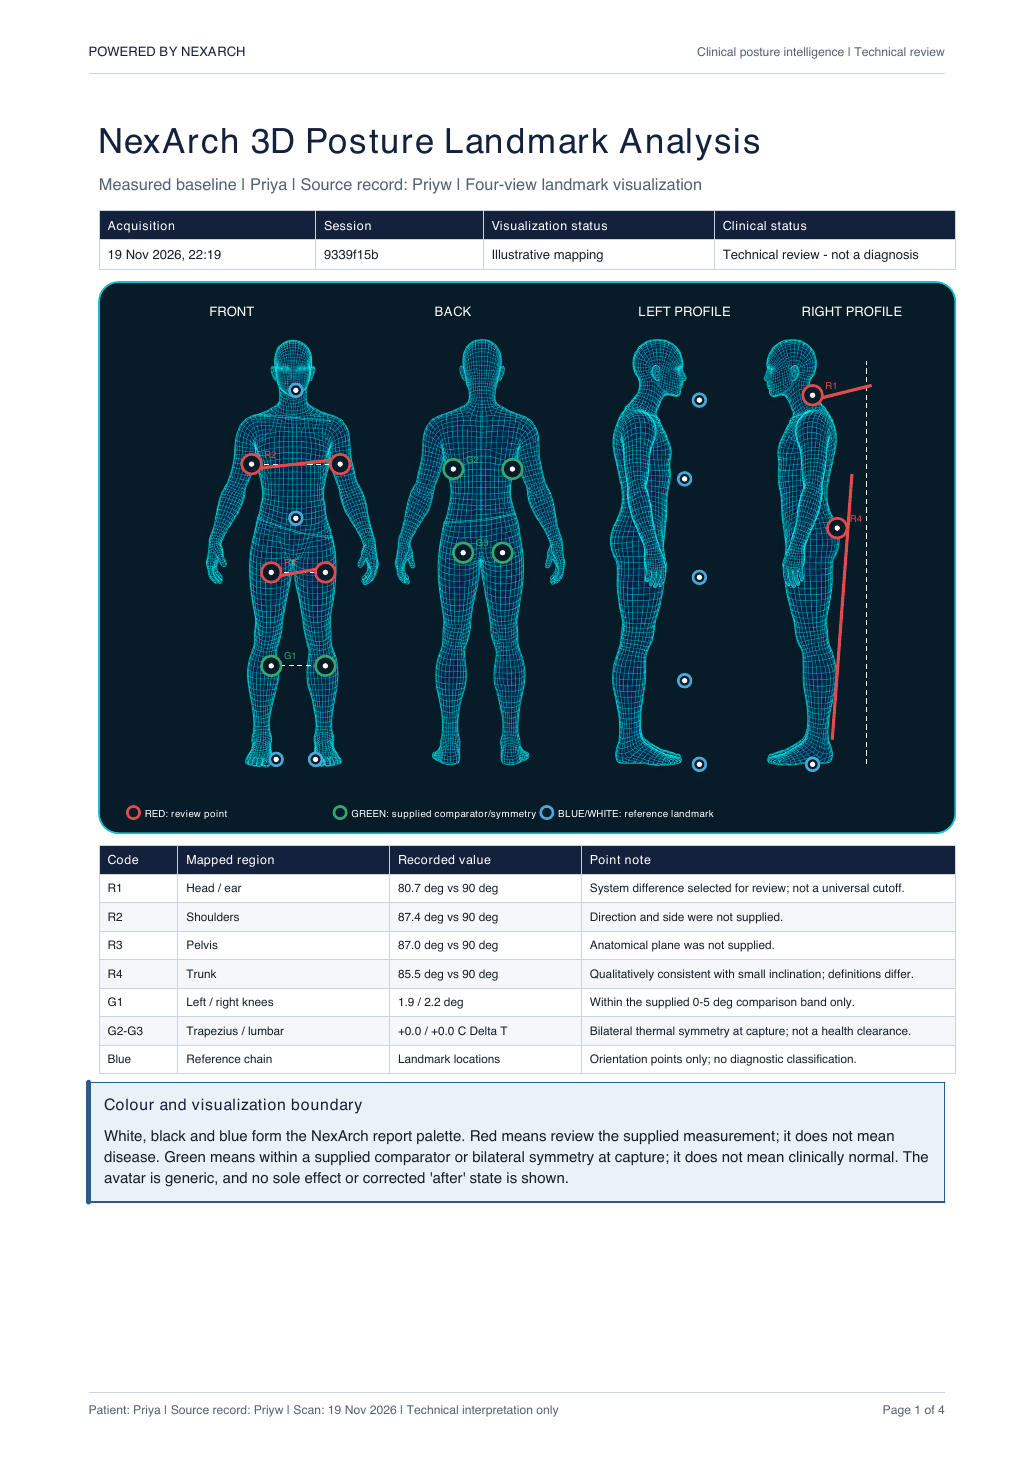 POWERED BY NEXARCH
Clinical posture intelligence | Technical review
NexArch 3D Posture Landmark Analysis
Measured baseline | Priya | Source record: Priyw | Four-view landmark visualization
Acquisition Session Visualization status Clinical status
19 Nov 2026, 22:19 9339f15b Illustrative mapping Technical review - not a diagnosis
FRONT BACK LEFT PROFILE RIGHT PROFILE
R1
R2 G2
R4
G3
G1
RED: review point GREEN: supplied comparator/symmetry BLUE/WHITE: reference landmark
Code Mapped region Recorded value Point note
R1 Head / ear 80.7 deg vs 90 deg System difference selected for review; not a universal cutoff.
R2 Shoulders 87.4 deg vs 90 deg Direction and side were not supplied.
R3 Pelvis 87.0 deg vs 90 deg Anatomical plane was not supplied.
R4 Trunk 85.5 deg vs 90 deg Qualitatively consistent with small inclination; definitions differ.
G1 Left / right knees 1.9 / 2.2 deg Within the supplied 0-5 deg comparison band only.
G2-G3 Trapezius / lumbar +0.0 / +0.0 C Delta T Bilateral thermal symmetry at capture; not a health clearance.
Blue Reference chain Landmark locations Orientation points only; no diagnostic classification.
Colour and visualization boundary
White, black and blue form the NexArch report palette. Red means review the supplied measurement; it does not mean
disease. Green means within a supplied comparator or bilateral symmetry at capture; it does not mean clinically normal. The
avatar is generic, and no sole effect or corrected 'after' state is shown.
Patient: Priya | Source record: Priyw | Scan: 19 Nov 2026 | Technical interpretation only
Page 1 of 4